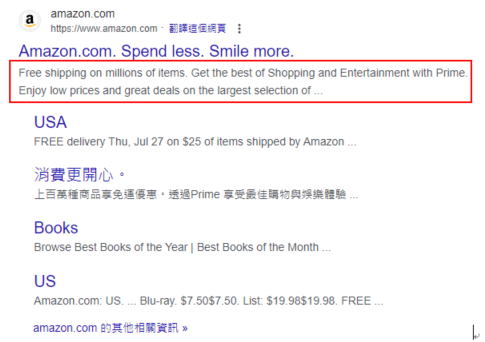 amazon.com
https://www.amazon.com · 翻譯這個網頁 ⋮
Amazon.com. Spend less. Smile more.
Free shipping on millions of items. Get the best of Shopping and Entertainment with Prime.
Enjoy low prices and great deals on the largest selection of ...
USA
FREE delivery Thu, Jul 27 on $25 of items shipped by Amazon ...
消費更開心。
上百萬種商品享免運優惠。透過Prime 享受最佳購物與娛樂體驗 ...
Books
Browse Best Books of the Year | Best Books of the Month ...
US
Amazon.com: US. ... Blu-ray. $7.50$7.50. List: $19.98$19.98. FREE ...
amazon.com 的其他相關資訊 »